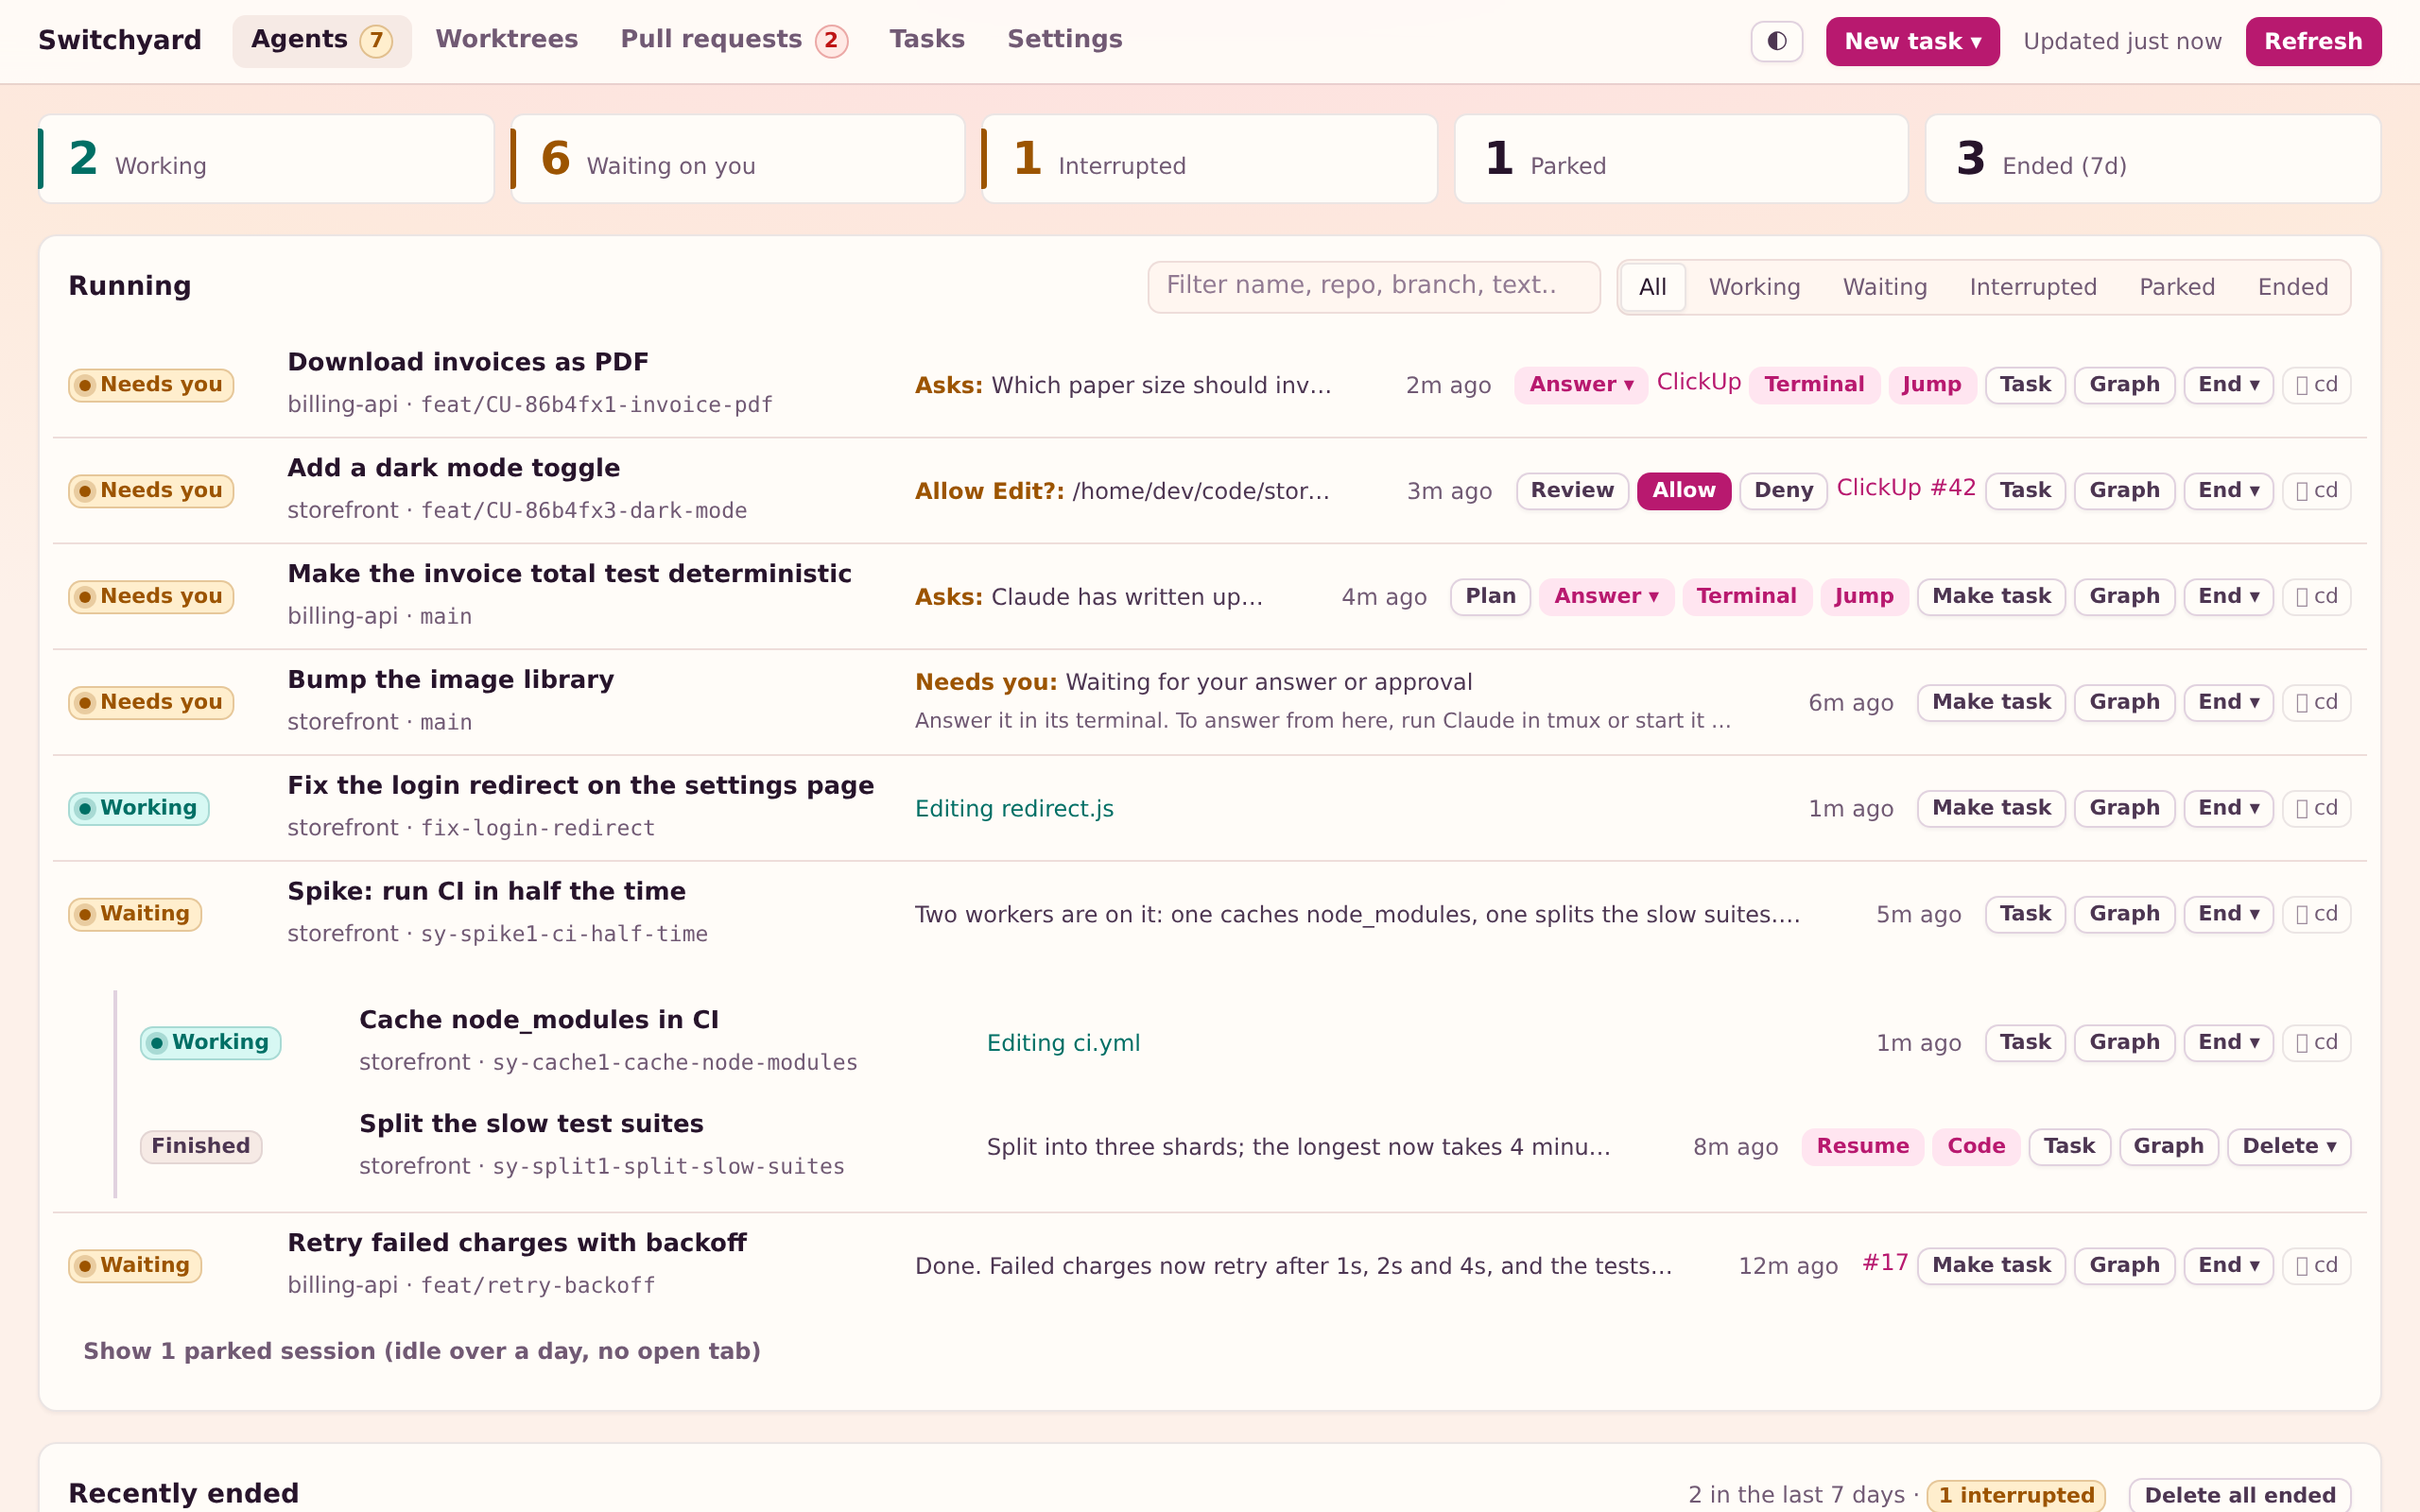 Switchyard Agents 7 Worktrees Pull requests 2 Tasks Settings New task ▾ Updated just now Refresh
2 Working 6 Waiting on you 1 Interrupted 1 Parked 3 Ended (7d)
Running Filter name, repo, branch, text.. All Working Waiting Interrupted Parked Ended
Download invoices as PDF
Needs you Asks: Which paper size should inv… 2m ago Answer ▾ ClickUp Terminal Jump Task Graph End ▾ cd
billing-api · feat/CU-86b4fx1-invoice-pdf
Add a dark mode toggle
Needs you Allow Edit?: /home/dev/code/stor… 3m ago Review Allow Deny ClickUp #42 Task Graph End ▾ cd
storefront · feat/CU-86b4fx3-dark-mode
Make the invoice total test deterministic
Needs you Asks: Claude has written up… 4m ago Plan Answer ▾ Terminal Jump Make task Graph End ▾ cd
billing-api · main
Bump the image library
Needs you: Waiting for your answer or approval
Needs you 6m ago Make task Graph End ▾ cd
storefront · main
Answer it in its terminal. To answer from here, run Claude in tmux or start it …
Fix the login redirect on the settings page
Working Editing redirect.js 1m ago Make task Graph End ▾ cd
storefront · fix-login-redirect
Spike: run CI in half the time
Waiting Two workers are on it: one caches node_modules, one splits the slow suites.… 5m ago Task Graph End ▾ cd
storefront · sy-spike1-ci-half-time
Cache node_modules in CI
Working Editing ci.yml 1m ago Task Graph End ▾ cd
storefront · sy-cache1-cache-node-modules
Split the slow test suites
Finished Split into three shards; the longest now takes 4 minu… 8m ago Resume Code Task Graph Delete ▾
storefront · sy-split1-split-slow-suites
Retry failed charges with backoff
Waiting Done. Failed charges now retry after 1s, 2s and 4s, and the tests… 12m ago #17 Make task Graph End ▾ cd
billing-api · feat/retry-backoff
Show 1 parked session (idle over a day, no open tab)
Recently ended 2 in the last 7 days · 1 interrupted Delete all ended